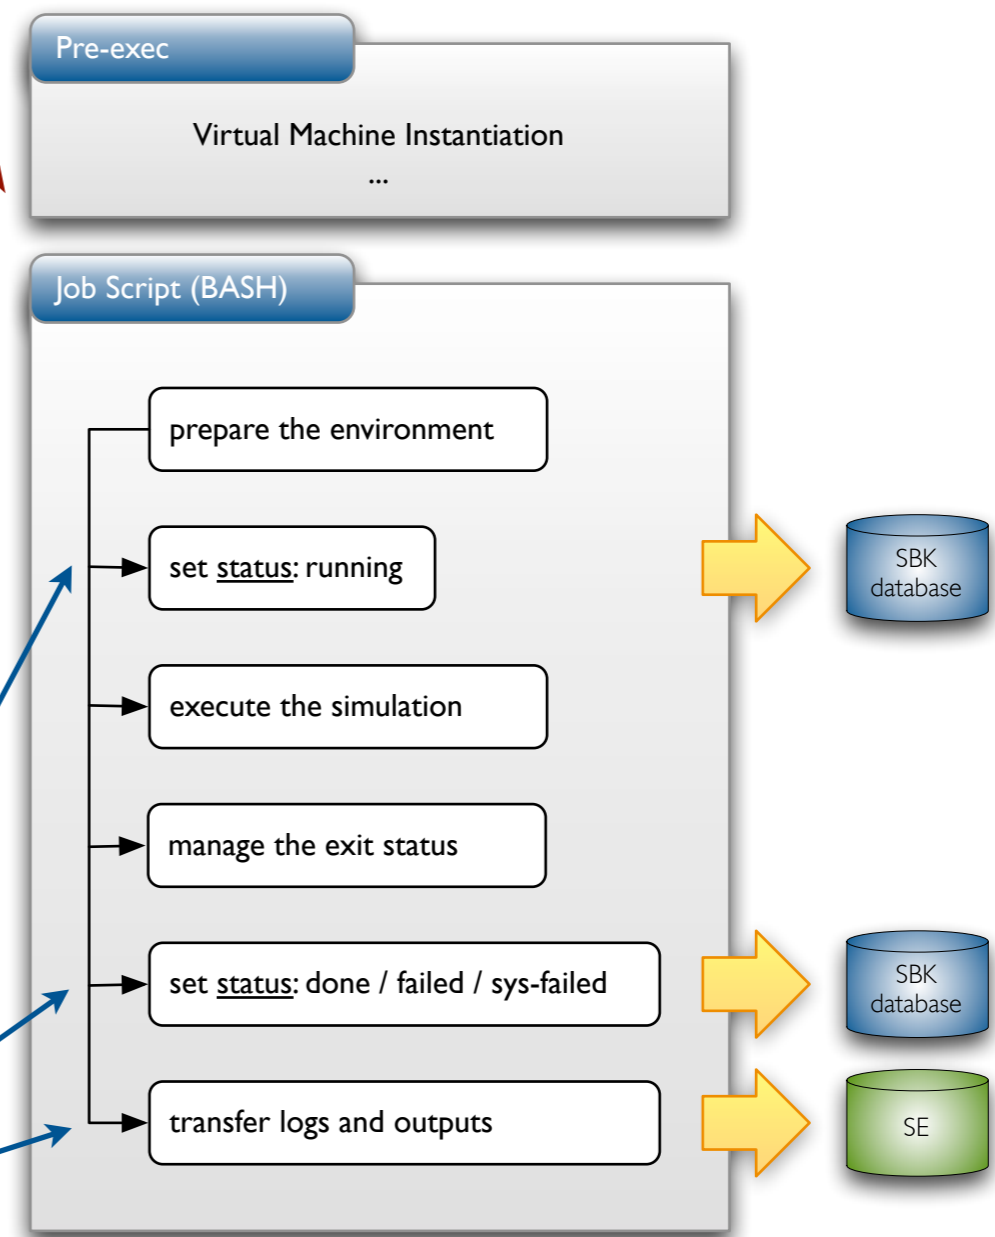 Pre-exec
Virtual Machine Instantiation
...
Job Script (BASH)
prepare the environment
set status: running
SBK
database
execute the simulation
manage the exit status
set status: done / failed / sys-failed
SBK
database
transfer logs and outputs
SE